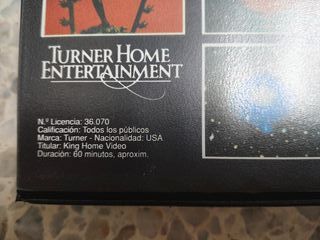 TURNER HOME
ENTERTAINMENT
N.º Licencia: 36.070
Calificación: Todos los públicos
Marca: Turner - Nacionalidad: USA
Titular: King Home Video
Duración: 60 minutos, aproxim.